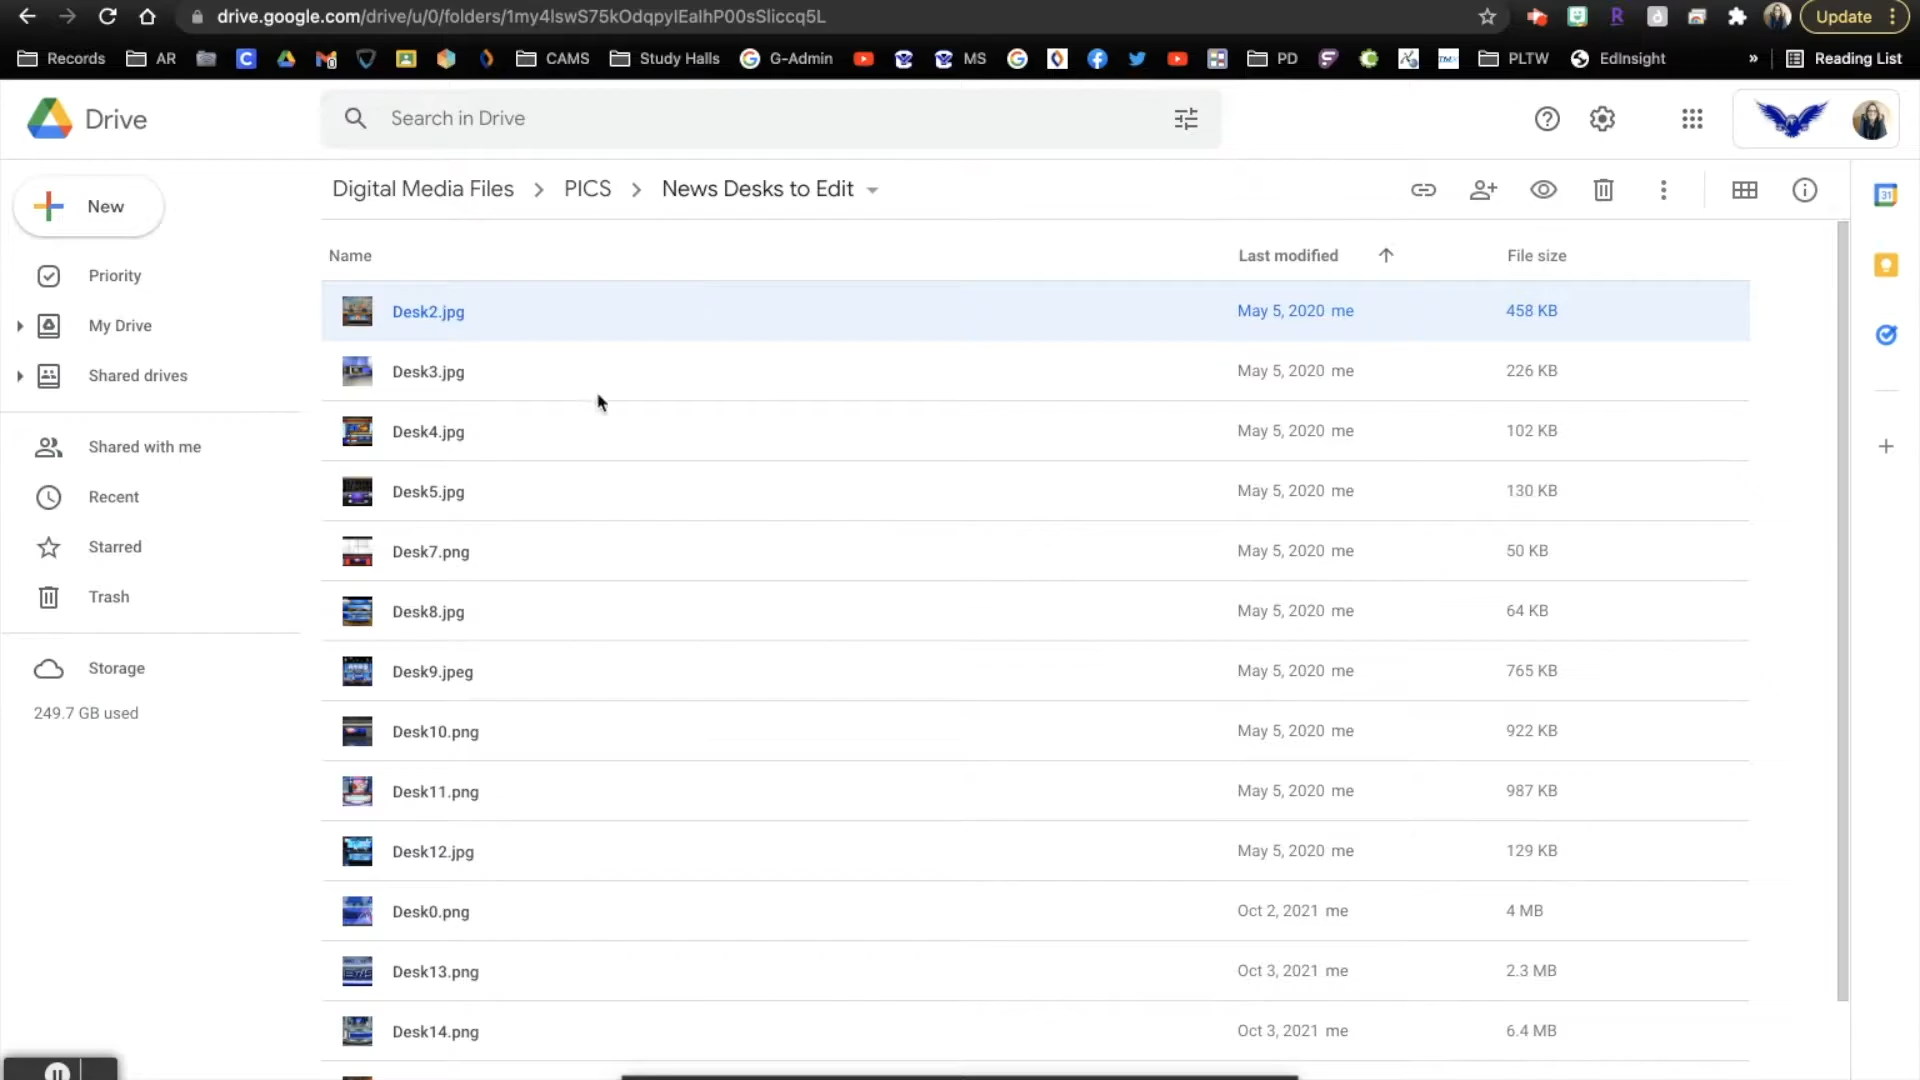 drive.google.com/drive/u/0/folders/1my4lswS75kOdqpyIEalhP00sSliccq5L
Update
Records AR CAMS Study Halls G-Admin MS PD PLTW EdInsight » Reading List
Drive
Search in Drive
New
Digital Media Files > PICS > News Desks to Edit
Priority
My Drive
Shared drives
Shared with me
Recent
Starred
Trash
Storage
249.7 GB used
Name Last modified File size
Desk2.jpg May 5, 2020 me 458 KB
Desk3.jpg May 5, 2020 me 226 KB
Desk4.jpg May 5, 2020 me 102 KB
Desk5.jpg May 5, 2020 me 130 KB
Desk7.png May 5, 2020 me 50 KB
Desk8.jpg May 5, 2020 me 64 KB
Desk9.jpeg May 5, 2020 me 765 KB
Desk10.png May 5, 2020 me 922 KB
Desk11.png May 5, 2020 me 987 KB
Desk12.jpg May 5, 2020 me 129 KB
Desk0.png Oct 2, 2021 me 4 MB
Desk13.png Oct 3, 2021 me 2.3 MB
Desk14.png Oct 3, 2021 me 6.4 MB
31